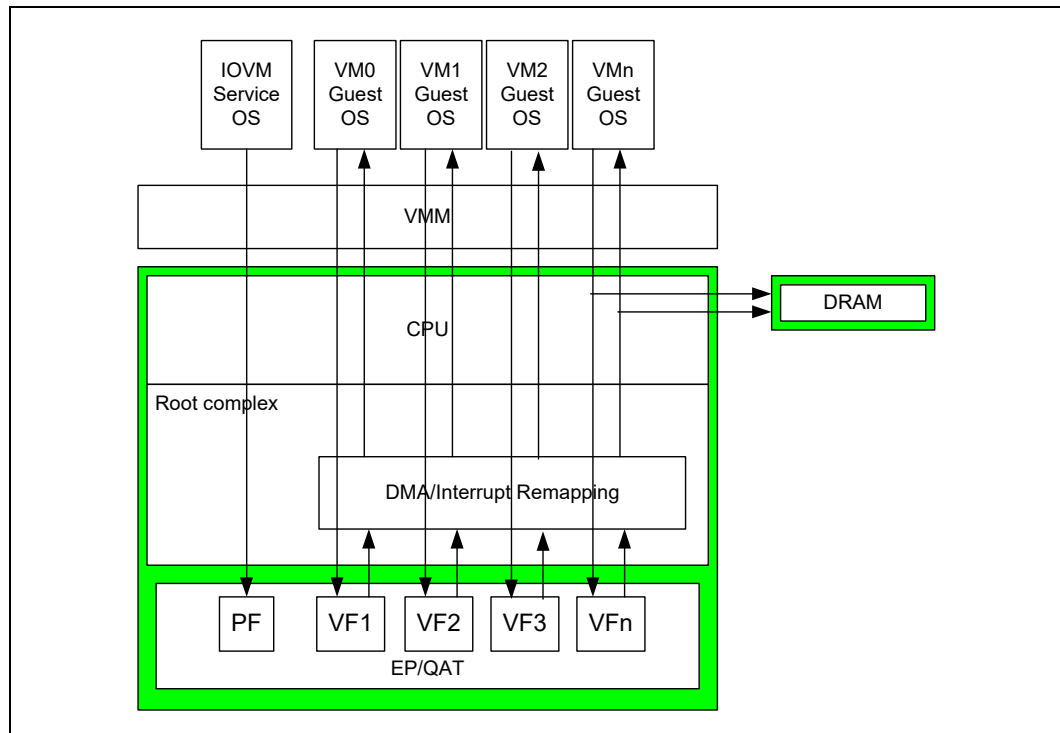 IOVM
Service
OS
VM0
Guest
OS
VM1
Guest
OS
VM2
Guest
OS
VMn
Guest
OS
VMM
CPU
DRAM
Root complex
DMA/Interrupt Remapping
PF
VF1
VF2
VF3
VFn
EP/QAT